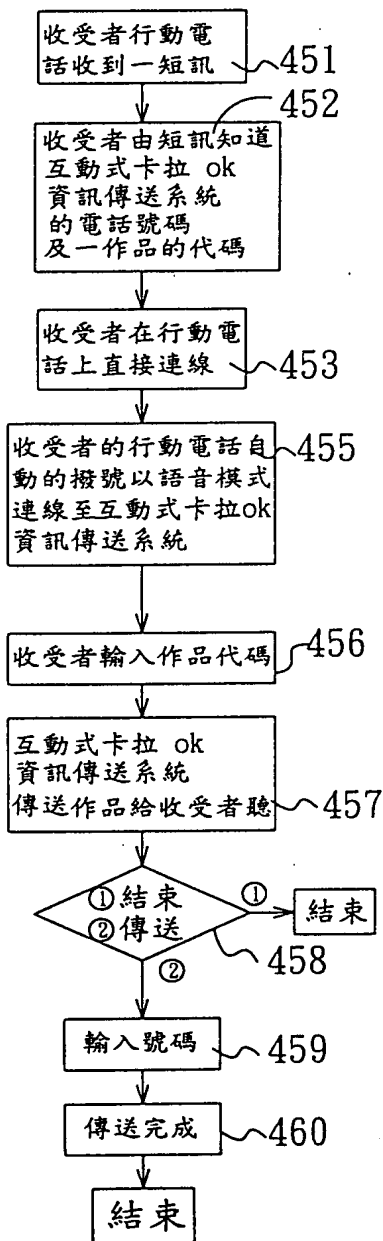 收受者行動電
話收到一短訊
451
452
收受者由短訊知道
互動式卡拉 ok
資訊傳送系統
的電話號碼
及一作品的代碼
收受者在行動電
話上直接連線
453
收受者的行動電話自
動的撥號以語音模式
連線至互動式卡拉ok
資訊傳送系統
455
收受者輸入作品代碼
456
互動式卡拉 ok
資訊傳送系統
傳送作品給收受者聽
457
①結束
②傳送
①
結束
458
②
輸入號碼
459
傳送完成
460
結束